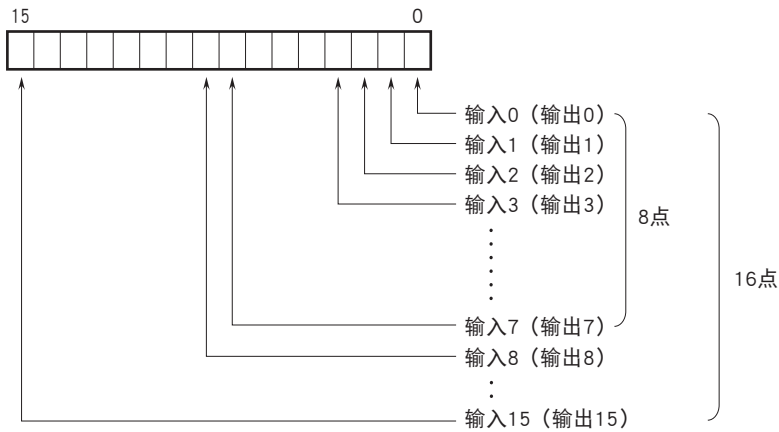 15 0
输入0（输出0）
输入1（输出1）
输入2（输出2）
输入3（输出3）
8点
16点
输入7（输出7）
输入8（输出8）
输入15（输出15）